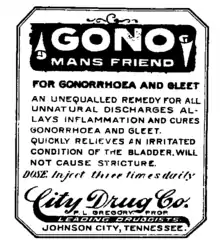 GONO
MANS FRIEND
FOR GONORRHOEA AND GLEET
AN UNEQUALLED REMEDY FOR ALL
UNNATURAL DISCHARGES AL-
LAYS INFLAMMATION AND CURES
GONORRHOEA AND GLEET.
QUICKLY RELIEVES AN IRRITATED
CONDITION OF THE BLADDER, WILL
NOT CAUSE STRICTURE.
DOSE Inject three times daily
City Drug Co.
F. L. GREGORY PROP
LEADING DRUGGISTS.
JOHNSON CITY, TENNESSEE.